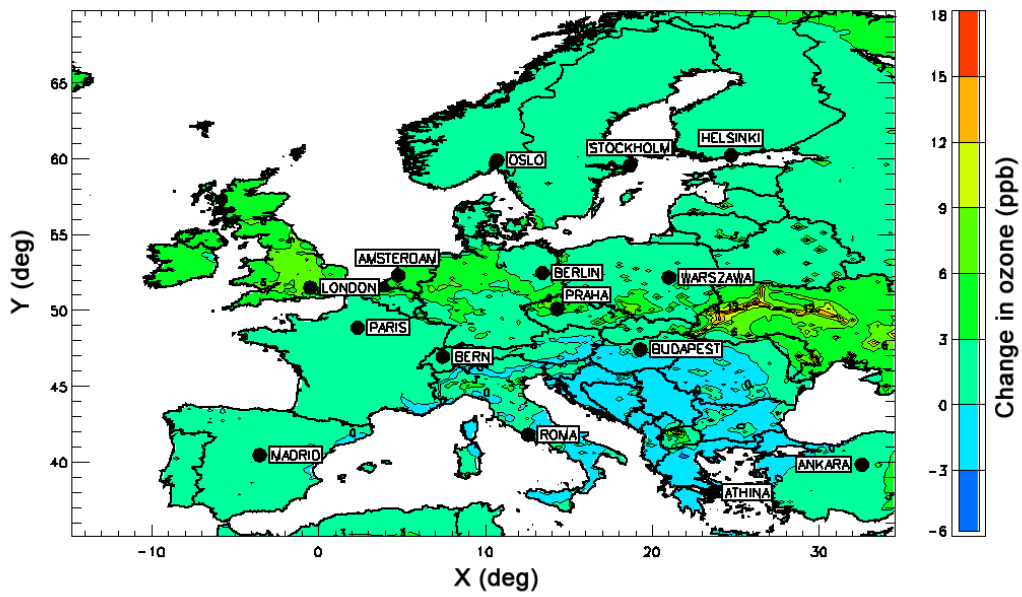 18
15
12
9
6
3
0
-3
-6
Change in ozone (ppb)
65
60
55
50
45
40
Y (deg)
HELSINKI
STOCKHOLM
OSLO
AMSTERDAM
BERLIN
WARSZAWA
LONDON
PRAHA
PARIS
BUDAPEST
BERN
ROMA
MADRID
ANKARA
ATHINA
-10 0 10 20 30
X (deg)